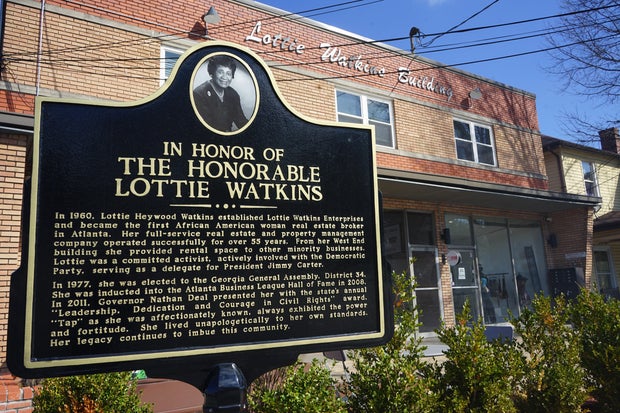 Lottie Watkins Building
IN HONOR OF
THE HONORABLE
LOTTIE WATKINS
In 1960, Lottie Heywood Watkins established Lottie Watkins Enterprises
and became the first African American woman real estate broker
in Atlanta. Her full-service real estate and property management
company operated successfully for over 55 years. From her West End
building she provided rental space to other minority businesses.
Lottie was a committed activist, actively involved with the Democratic
Party, serving as a delegate for President Jimmy Carter.
In 1977, she was elected to the Georgia General Assembly, District 34.
She was inducted into the Atlanta Business League Hall of Fame in 2008.
In 2011, Governor Nathan Deal presented her with the state's annual
"Leadership, Dedication and Courage in Civil Rights" award.
"Tap" as she was affectionately known, always exhibited the power
and fortitude. She lived unapologetically to her own standards.
Her legacy continues to imbue this community.